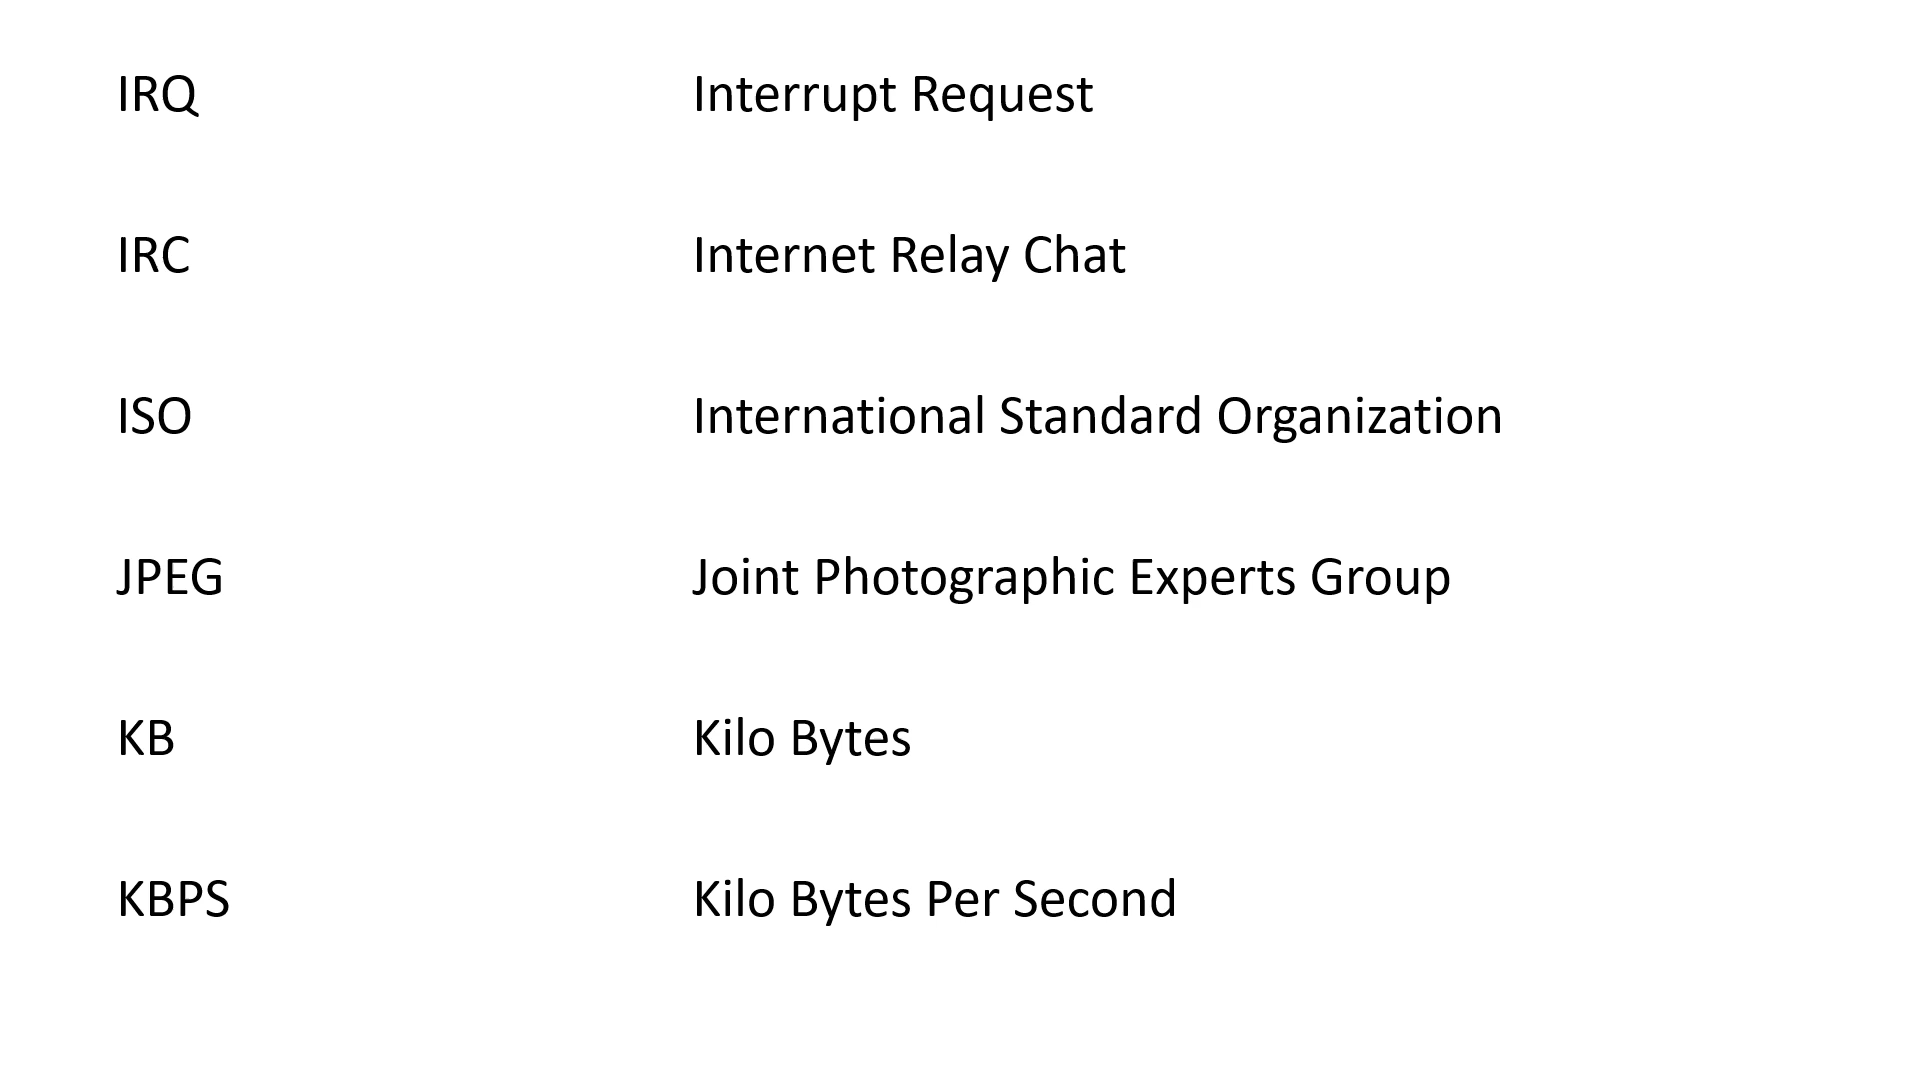 IRQ Interrupt Request
IRC Internet Relay Chat
ISO International Standard Organization
JPEG Joint Photographic Experts Group
KB Kilo Bytes
KBPS Kilo Bytes Per Second